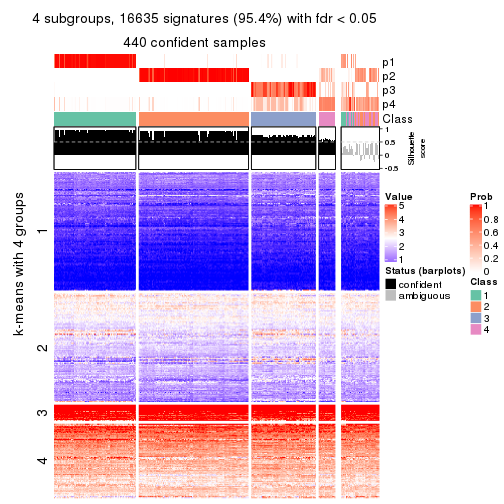 4 subgroups, 16635 signatures (95.4%) with fdr < 0.05
440 confident samples
p1
p2
p3
p4
Class
1
0.5
0
-0.5
Silhouette
score
k-means with 4 groups
1
2
3
4
Value
5
4
3
2
1
Status (barplots)
confident
ambiguous
Prob
1
0.8
0.6
0.4
0.2
0
Class
1
2
3
4